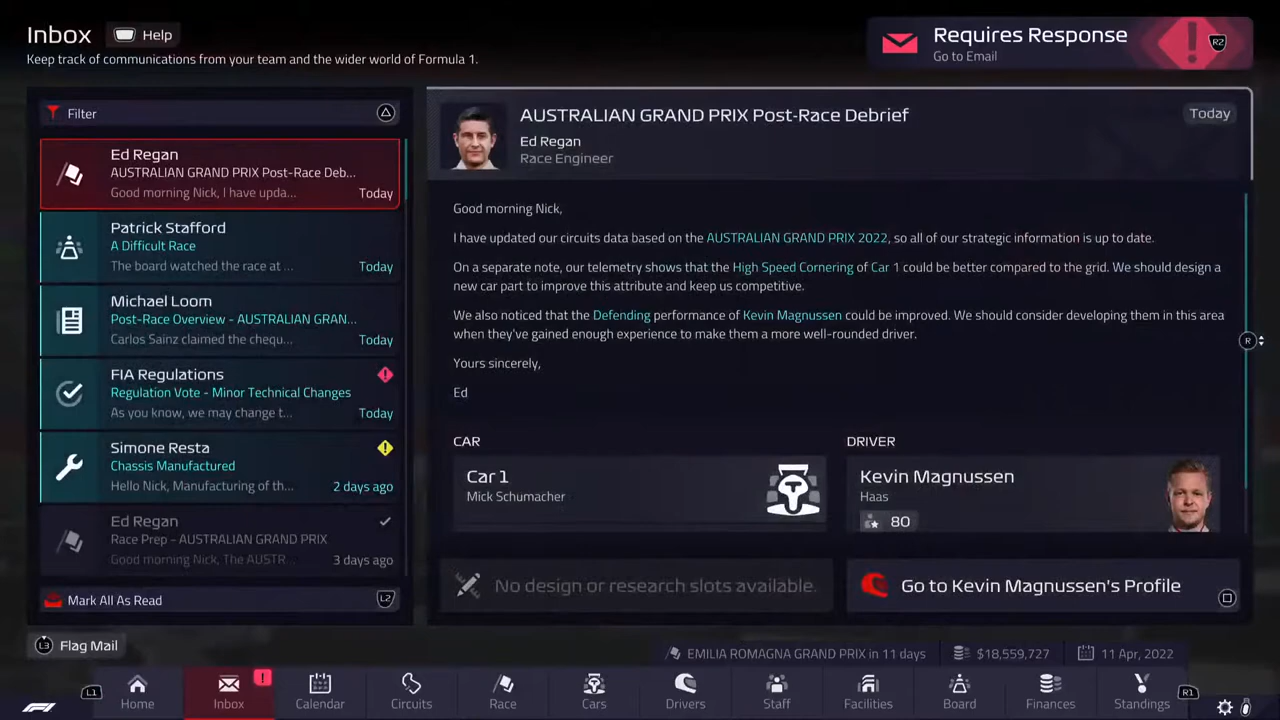 Inbox
Help
Keep track of communications from your team and the wider world of Formula 1.
Requires Response
Go to Email
R2
Filter
Ed Regan
AUSTRALIAN GRAND PRIX Post-Race Deb...
Good morning Nick, I have upda...
Today
Patrick Stafford
A Difficult Race
The board watched the race at ...
Today
Michael Loom
Post-Race Overview - AUSTRALIAN GRAN...
Carlos Sainz claimed the chequ...
Today
FIA Regulations
Regulation Vote - Minor Technical Changes
As you know, we may change t...
Today
Simone Resta
Chassis Manufactured
Hello Nick, Manufacturing of th...
2 days ago
Ed Regan
Race Prep - AUSTRALIAN GRAND PRIX
Good morning Nick, The AUSTR...
3 days ago
Mark All As Read
L2
AUSTRALIAN GRAND PRIX Post-Race Debrief
Ed Regan
Race Engineer
Today
Good morning Nick,
I have updated our circuits data based on the AUSTRALIAN GRAND PRIX 2022, so all of our strategic information is up to date.
On a separate note, our telemetry shows that the High Speed Cornering of Car 1 could be better compared to the grid. We should design a
new car part to improve this attribute and keep us competitive.
We also noticed that the Defending performance of Kevin Magnussen could be improved. We should consider developing them in this area
when they've gained enough experience to make them a more well-rounded driver.
Yours sincerely,
Ed
R
CAR
Car 1
Mick Schumacher
DRIVER
Kevin Magnussen
Haas
80
No design or research slots available.
Go to Kevin Magnussen's Profile
L3
Flag Mail
EMILIA ROMAGNA GRAND PRIX in 11 days
$18,559,727
11 Apr, 2022
L1
Home
Inbox
Calendar
Circuits
Race
Cars
Drivers
Staff
Facilities
Board
Finances
Standings
R1